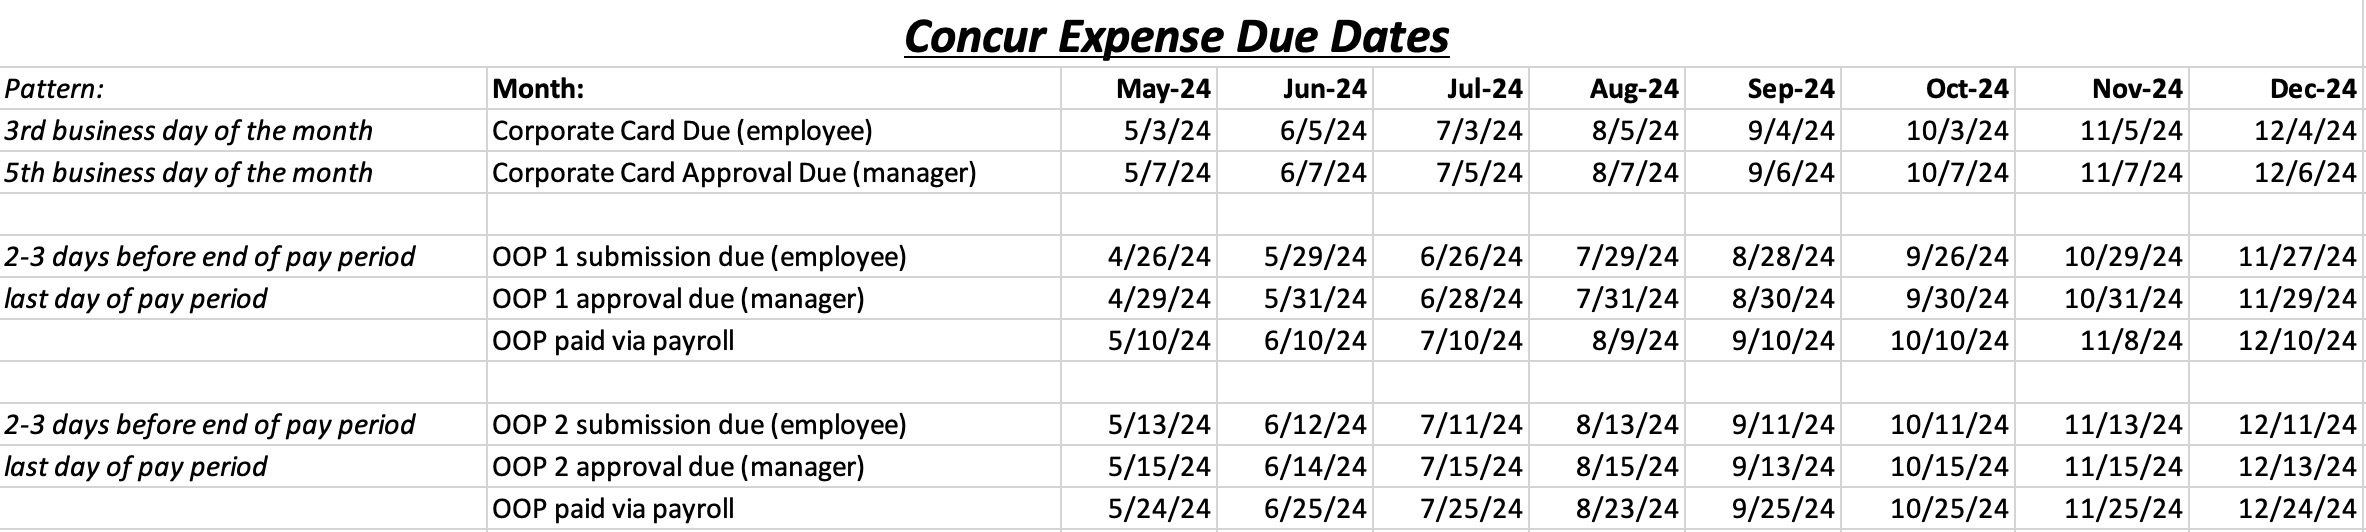 Concur Expense Due Dates
Pattern: Month: May-24 Jun-24 Jul-24 Aug-24 Sep-24 Oct-24 Nov-24 Dec-24
3rd business day of the month Corporate Card Due (employee) 5/3/24 6/5/24 7/3/24 8/5/24 9/4/24 10/3/24 11/5/24 12/4/24
5th business day of the month Corporate Card Approval Due (manager) 5/7/24 6/7/24 7/5/24 8/7/24 9/6/24 10/7/24 11/7/24 12/6/24
2-3 days before end of pay period OOP 1 submission due (employee) 4/26/24 5/29/24 6/26/24 7/29/24 8/28/24 9/26/24 10/29/24 11/27/24
last day of pay period OOP 1 approval due (manager) 4/29/24 5/31/24 6/28/24 7/31/24 8/30/24 9/30/24 10/31/24 11/29/24
OOP paid via payroll 5/10/24 6/10/24 7/10/24 8/9/24 9/10/24 10/10/24 11/8/24 12/10/24
2-3 days before end of pay period OOP 2 submission due (employee) 5/13/24 6/12/24 7/11/24 8/13/24 9/11/24 10/11/24 11/13/24 12/11/24
last day of pay period OOP 2 approval due (manager) 5/15/24 6/14/24 7/15/24 8/15/24 9/13/24 10/15/24 11/15/24 12/13/24
OOP paid via payroll 5/24/24 6/25/24 7/25/24 8/23/24 9/25/24 10/25/24 11/25/24 12/24/24